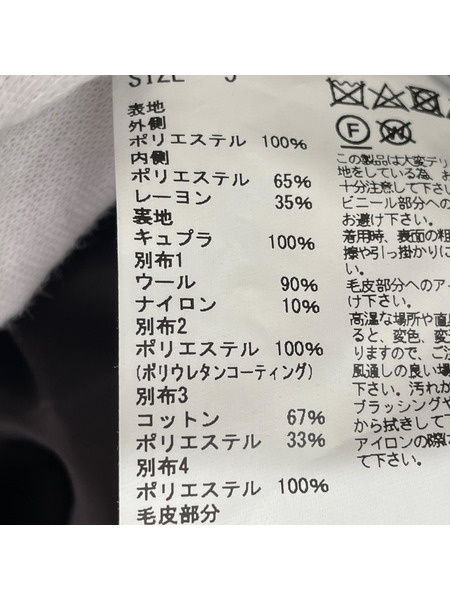 SIZE
表地
外側
ポリエステル 100%
内側
ポリエステル 65%
レーヨン 35%
裏地
キュプラ 100%
別布1
ウール 90%
ナイロン 10%
別布2
ポリエステル 100%
(ポリウレタンコーティング)
別布3
コットン 67%
ポリエステル 33%
別布4
ポリエステル 100%
毛皮部分
F
W
この製品は大変デリ
地をしている為、お
十分注意して下さい
ビニール部分への
お避け下さい。
着用時、裏面の粗
擦や引っ掛かりに
い。
毛皮部分へのアイ
け下さい。
高温な場所や直
ると、変色、変
りますので、ご注
風通しの良い場
下さい。汚れか
ブラッシングや
から拭きして
アイロンの際に
て下さい。